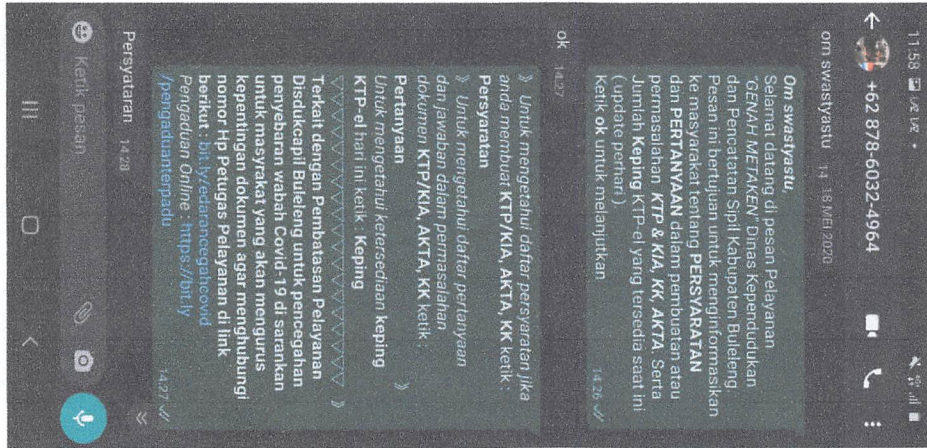 11:58
+62 878-6032-4964
18 MEI 2020
om swastyastu
Om swastyastu,
Selamat datang di pesan Pelayanan
'GENAH METAKEN' Dinas Kependudukan
dan Pencatatan Sipil Kabupaten Buleleng,
Pesan ini bertujuan untuk menginformasikan
ke masyarakat tentang PERSYARATAN
dan PERTANYAAN dalam pembuatan atau
permasalahan KTP & KIA, KK, AKTA. Serta
Jumlah Keping KTP-el yang tersedia saat ini
( update perhari ).
Ketik ok untuk melanjutkan
14:26
ok 14:27
》 Untuk mengetahui daftar persyaratan jika
anda membuat KTP/KIA, AKTA, KK ketik :
Persyaratan
》 Untuk mengetahui daftar pertanyaan
dan jawaban dalam permasalahan
dokumen KTP/KIA, AKTA, KK ketik :
Pertanyaan 》
Untuk mengetahui ketersediaan keping
KTP-el hari ini ketik : Keping
Terkait dengan Pembatasan Pelayanan
Disdukcapil Buleleng untuk pencegahan
penyebaran wabah Covid-19 di sarankan
untuk masyrakat yang akan mengurus
kepentingan dokumen agar menghubungi
nomor Hp Petugas Pelayanan di link
berikut : bit.ly/edarancegahcovid
Pengaduan Online : https://bit.ly
/pengaduanterpadu
14:27
Persyataran 14:28
Ketik pesan